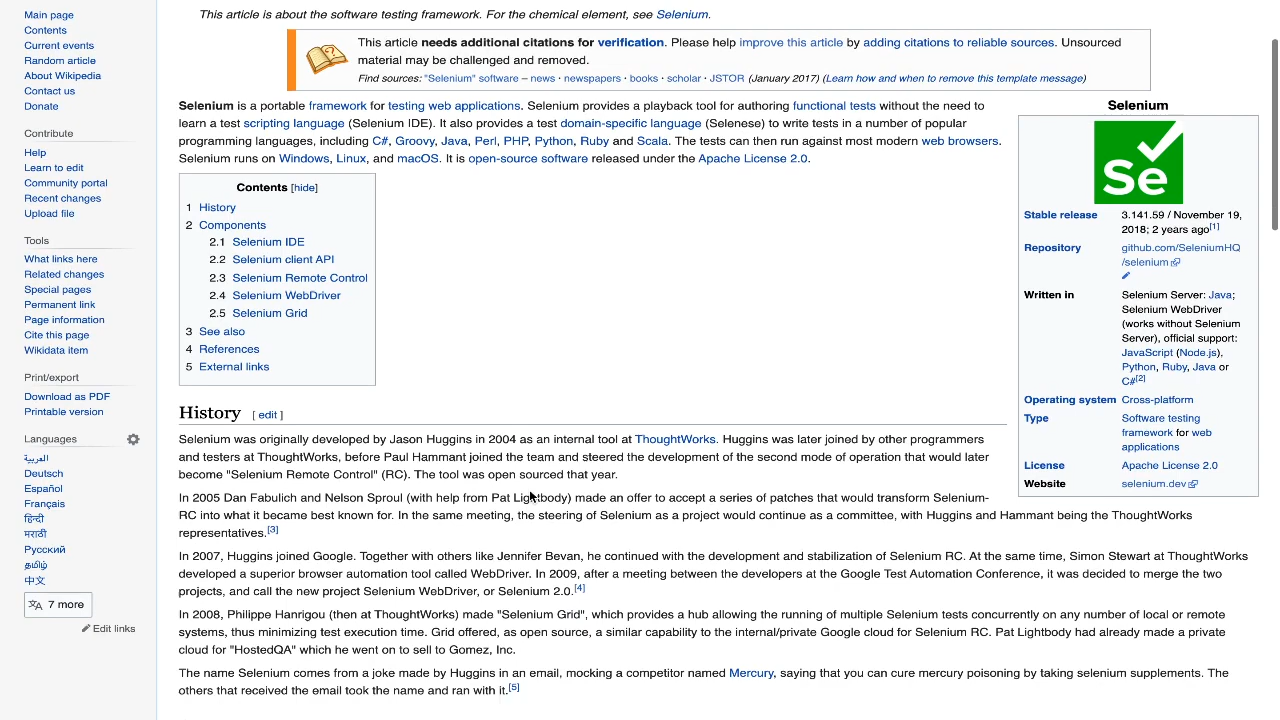 This article is about the software testing framework. For the chemical element, see Selenium.
Main page
Contents
Current events
Random article
About Wikipedia
Contact us
Donate
Contribute
Help
Learn to edit
Community portal
Recent changes
Upload file
Tools
What links here
Related changes
Special pages
Permanent link
Page information
Cite this page
Wikidata item
Print/export
Download as PDF
Printable version
Languages
العربية
Deutsch
Español
Français
हिन्दी
मराठी
Русский
தமிழ்
中文
7 more
Edit links
This article needs additional citations for verification. Please help improve this article by adding citations to reliable sources. Unsourced
material may be challenged and removed.
Find sources: "Selenium" software – news · newspapers · books · scholar · JSTOR (January 2017) (Learn how and when to remove this template message)
Selenium is a portable framework for testing web applications. Selenium provides a playback tool for authoring functional tests without the need to
learn a test scripting language (Selenium IDE). It also provides a test domain-specific language (Selenese) to write tests in a number of popular
programming languages, including C#, Groovy, Java, Perl, PHP, Python, Ruby and Scala. The tests can then run against most modern web browsers.
Selenium runs on Windows, Linux, and macOS. It is open-source software released under the Apache License 2.0.
Contents [hide]
1 History
2 Components
2.1 Selenium IDE
2.2 Selenium client API
2.3 Selenium Remote Control
2.4 Selenium WebDriver
2.5 Selenium Grid
3 See also
4 References
5 External links
Selenium
Se
Stable release 3.141.59 / November 19,
2018; 2 years ago[1]
Repository github.com/SeleniumHQ
/selenium
Written in Selenium Server: Java;
Selenium WebDriver
(works without Selenium
Server), official support:
JavaScript (Node.js),
Python, Ruby, Java or
C#[2]
Operating system Cross-platform
Type Software testing
framework for web
applications
License Apache License 2.0
Website selenium.dev
History [ edit ]
Selenium was originally developed by Jason Huggins in 2004 as an internal tool at ThoughtWorks. Huggins was later joined by other programmers
and testers at ThoughtWorks, before Paul Hammant joined the team and steered the development of the second mode of operation that would later
become "Selenium Remote Control" (RC). The tool was open sourced that year.
In 2005 Dan Fabulich and Nelson Sproul (with help from Pat Lightbody) made an offer to accept a series of patches that would transform Selenium-
RC into what it became best known for. In the same meeting, the steering of Selenium as a project would continue as a committee, with Huggins and Hammant being the ThoughtWorks
representatives.[3]
In 2007, Huggins joined Google. Together with others like Jennifer Bevan, he continued with the development and stabilization of Selenium RC. At the same time, Simon Stewart at ThoughtWorks
developed a superior browser automation tool called WebDriver. In 2009, after a meeting between the developers at the Google Test Automation Conference, it was decided to merge the two
projects, and call the new project Selenium WebDriver, or Selenium 2.0.[4]
In 2008, Philippe Hanrigou (then at ThoughtWorks) made "Selenium Grid", which provides a hub allowing the running of multiple Selenium tests concurrently on any number of local or remote
systems, thus minimizing test execution time. Grid offered, as open source, a similar capability to the internal/private Google cloud for Selenium RC. Pat Lightbody had already made a private
cloud for "HostedQA" which he went on to sell to Gomez, Inc.
The name Selenium comes from a joke made by Huggins in an email, mocking a competitor named Mercury, saying that you can cure mercury poisoning by taking selenium supplements. The
others that received the email took the name and ran with it.[5]